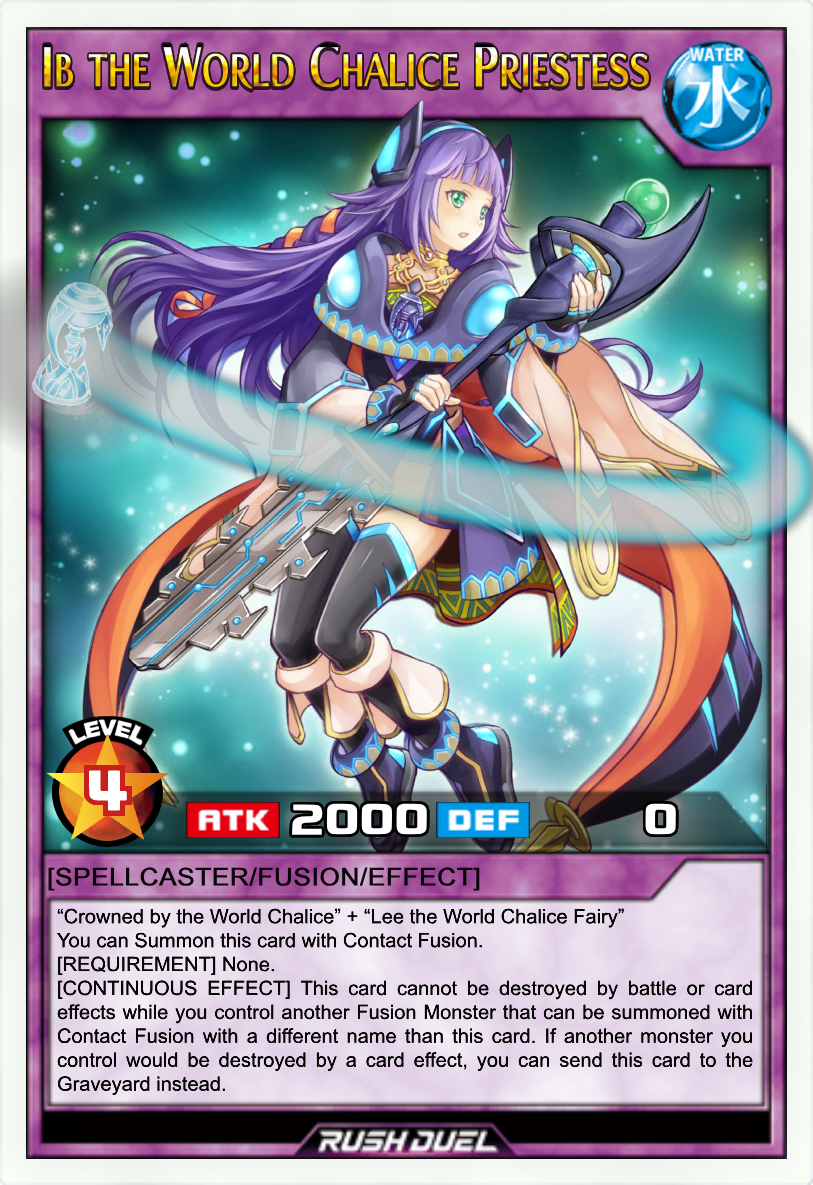 Ib the World Chalice Priestess
WATER
水
LEVEL
4
ATK 2000 DEF 0
[SPELLCASTER/FUSION/EFFECT]
“Crowned by the World Chalice” + “Lee the World Chalice Fairy”
You can Summon this card with Contact Fusion.
[REQUIREMENT] None.
[CONTINUOUS EFFECT] This card cannot be destroyed by battle or card
effects while you control another Fusion Monster that can be summoned with
Contact Fusion with a different name than this card. If another monster you
control would be destroyed by a card effect, you can send this card to the
Graveyard instead.
RUSH DUEL